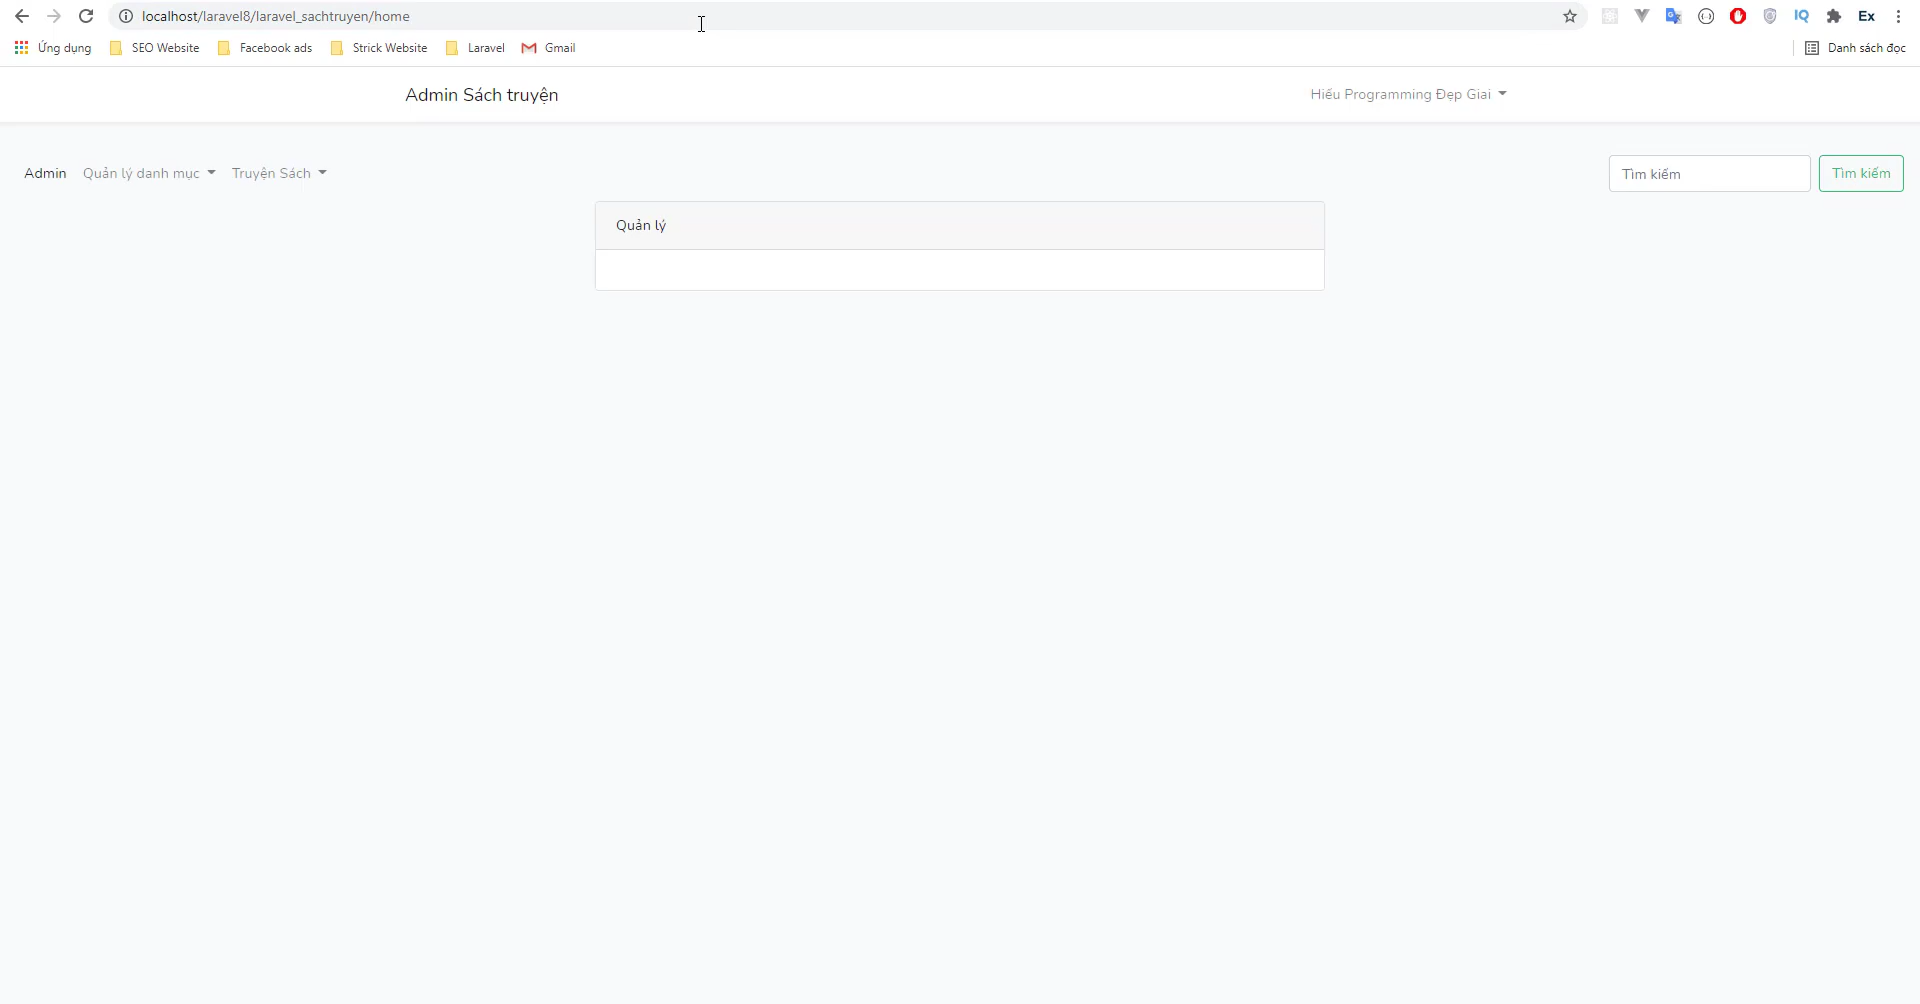 localhost/laravel8/laravel_sachtruyen/home
Ex
Ứng dụng SEO Website Facebook ads Strick Website Laravel Gmail Danh sách đọc
Admin Sách truyện Hiếu Programming Đẹp Giai
Admin Quản lý danh mục Truyện Sách Tìm kiếm Tìm kiếm
Quản lý